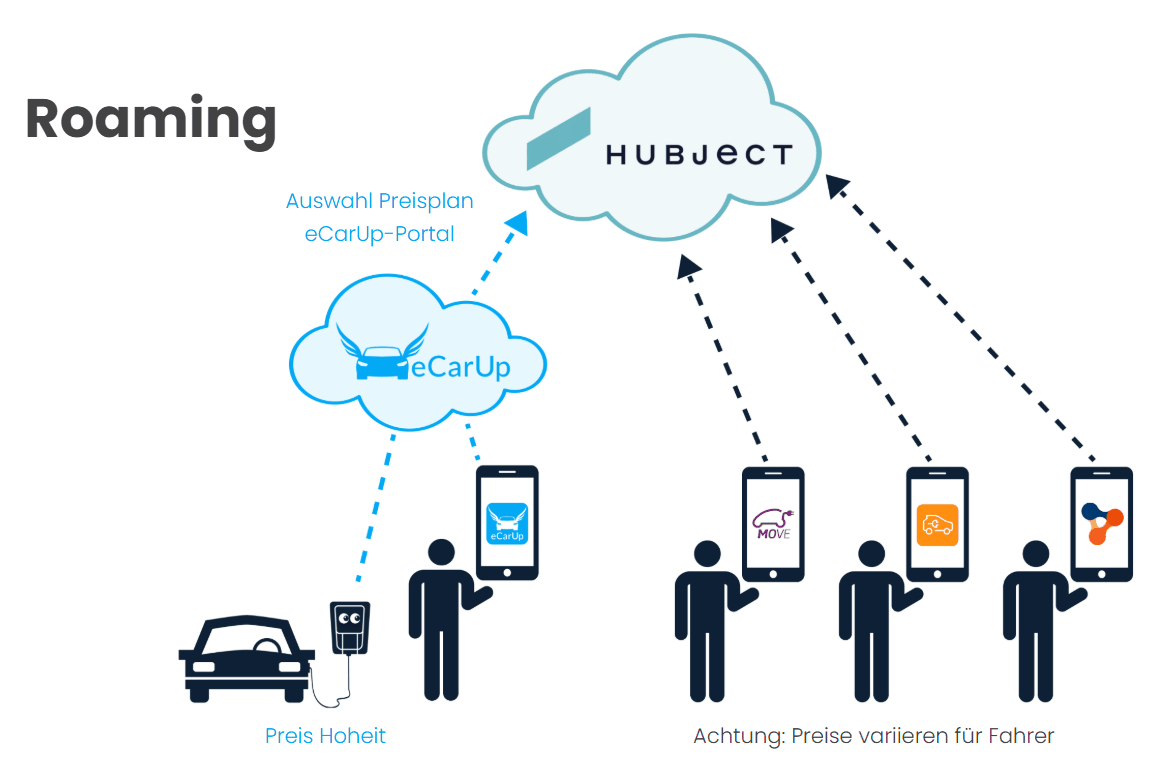 Roaming
HUBJECT
Auswahl Preisplan
eCarUp-Portal
eCarUp
eCarUp
MOVE
Preis Hoheit
Achtung: Preise variieren für Fahrer